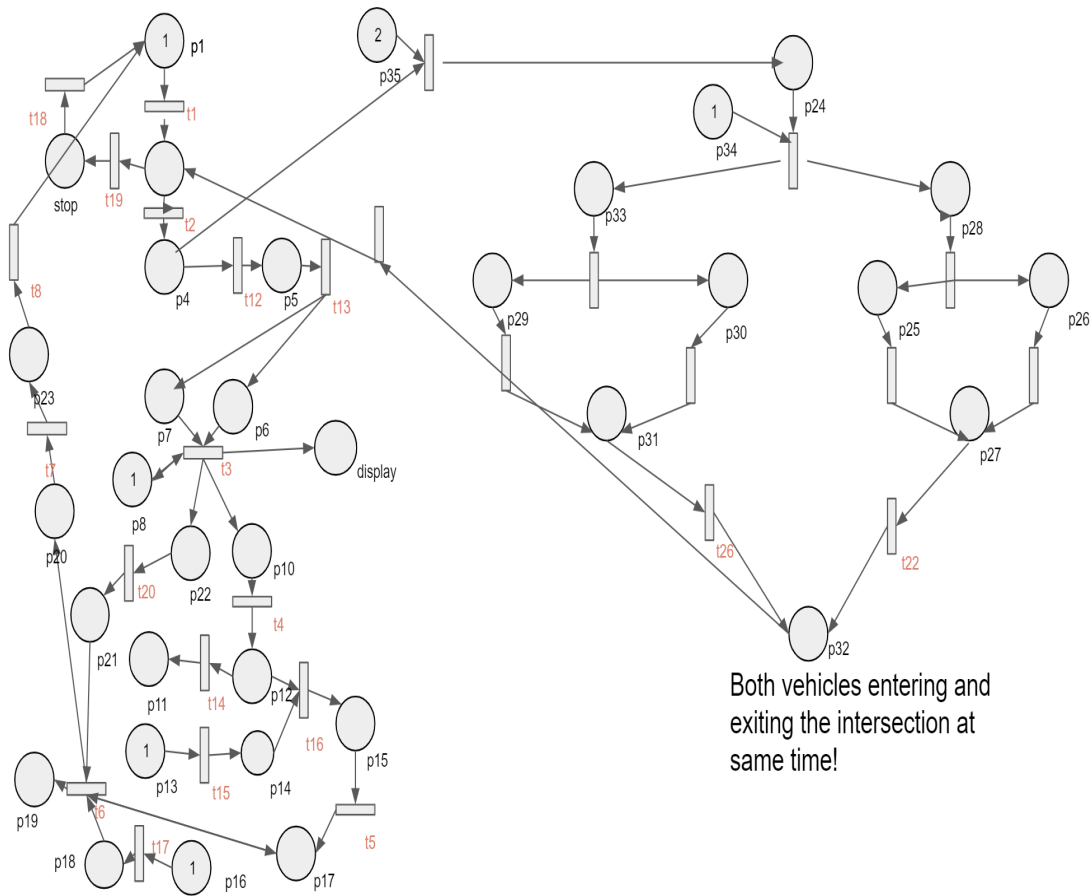 1
p1
2
p35
p24
t1
t18
1
p34
stop
t19
t2
p33
p28
p4
t12
p5
t13
t8
p29
p30
p25
p26
p23
p7
p6
p31
p27
t3
display
1
p8
t7
p20
p22
p10
t20
t26
t22
t4
p21
p11
t14
p12
p32
t16
p15
1
p13
t15
p14
p19
t6
t5
t17
p18
1
p16
p17
Both vehicles entering and
exiting the intersection at
same time!